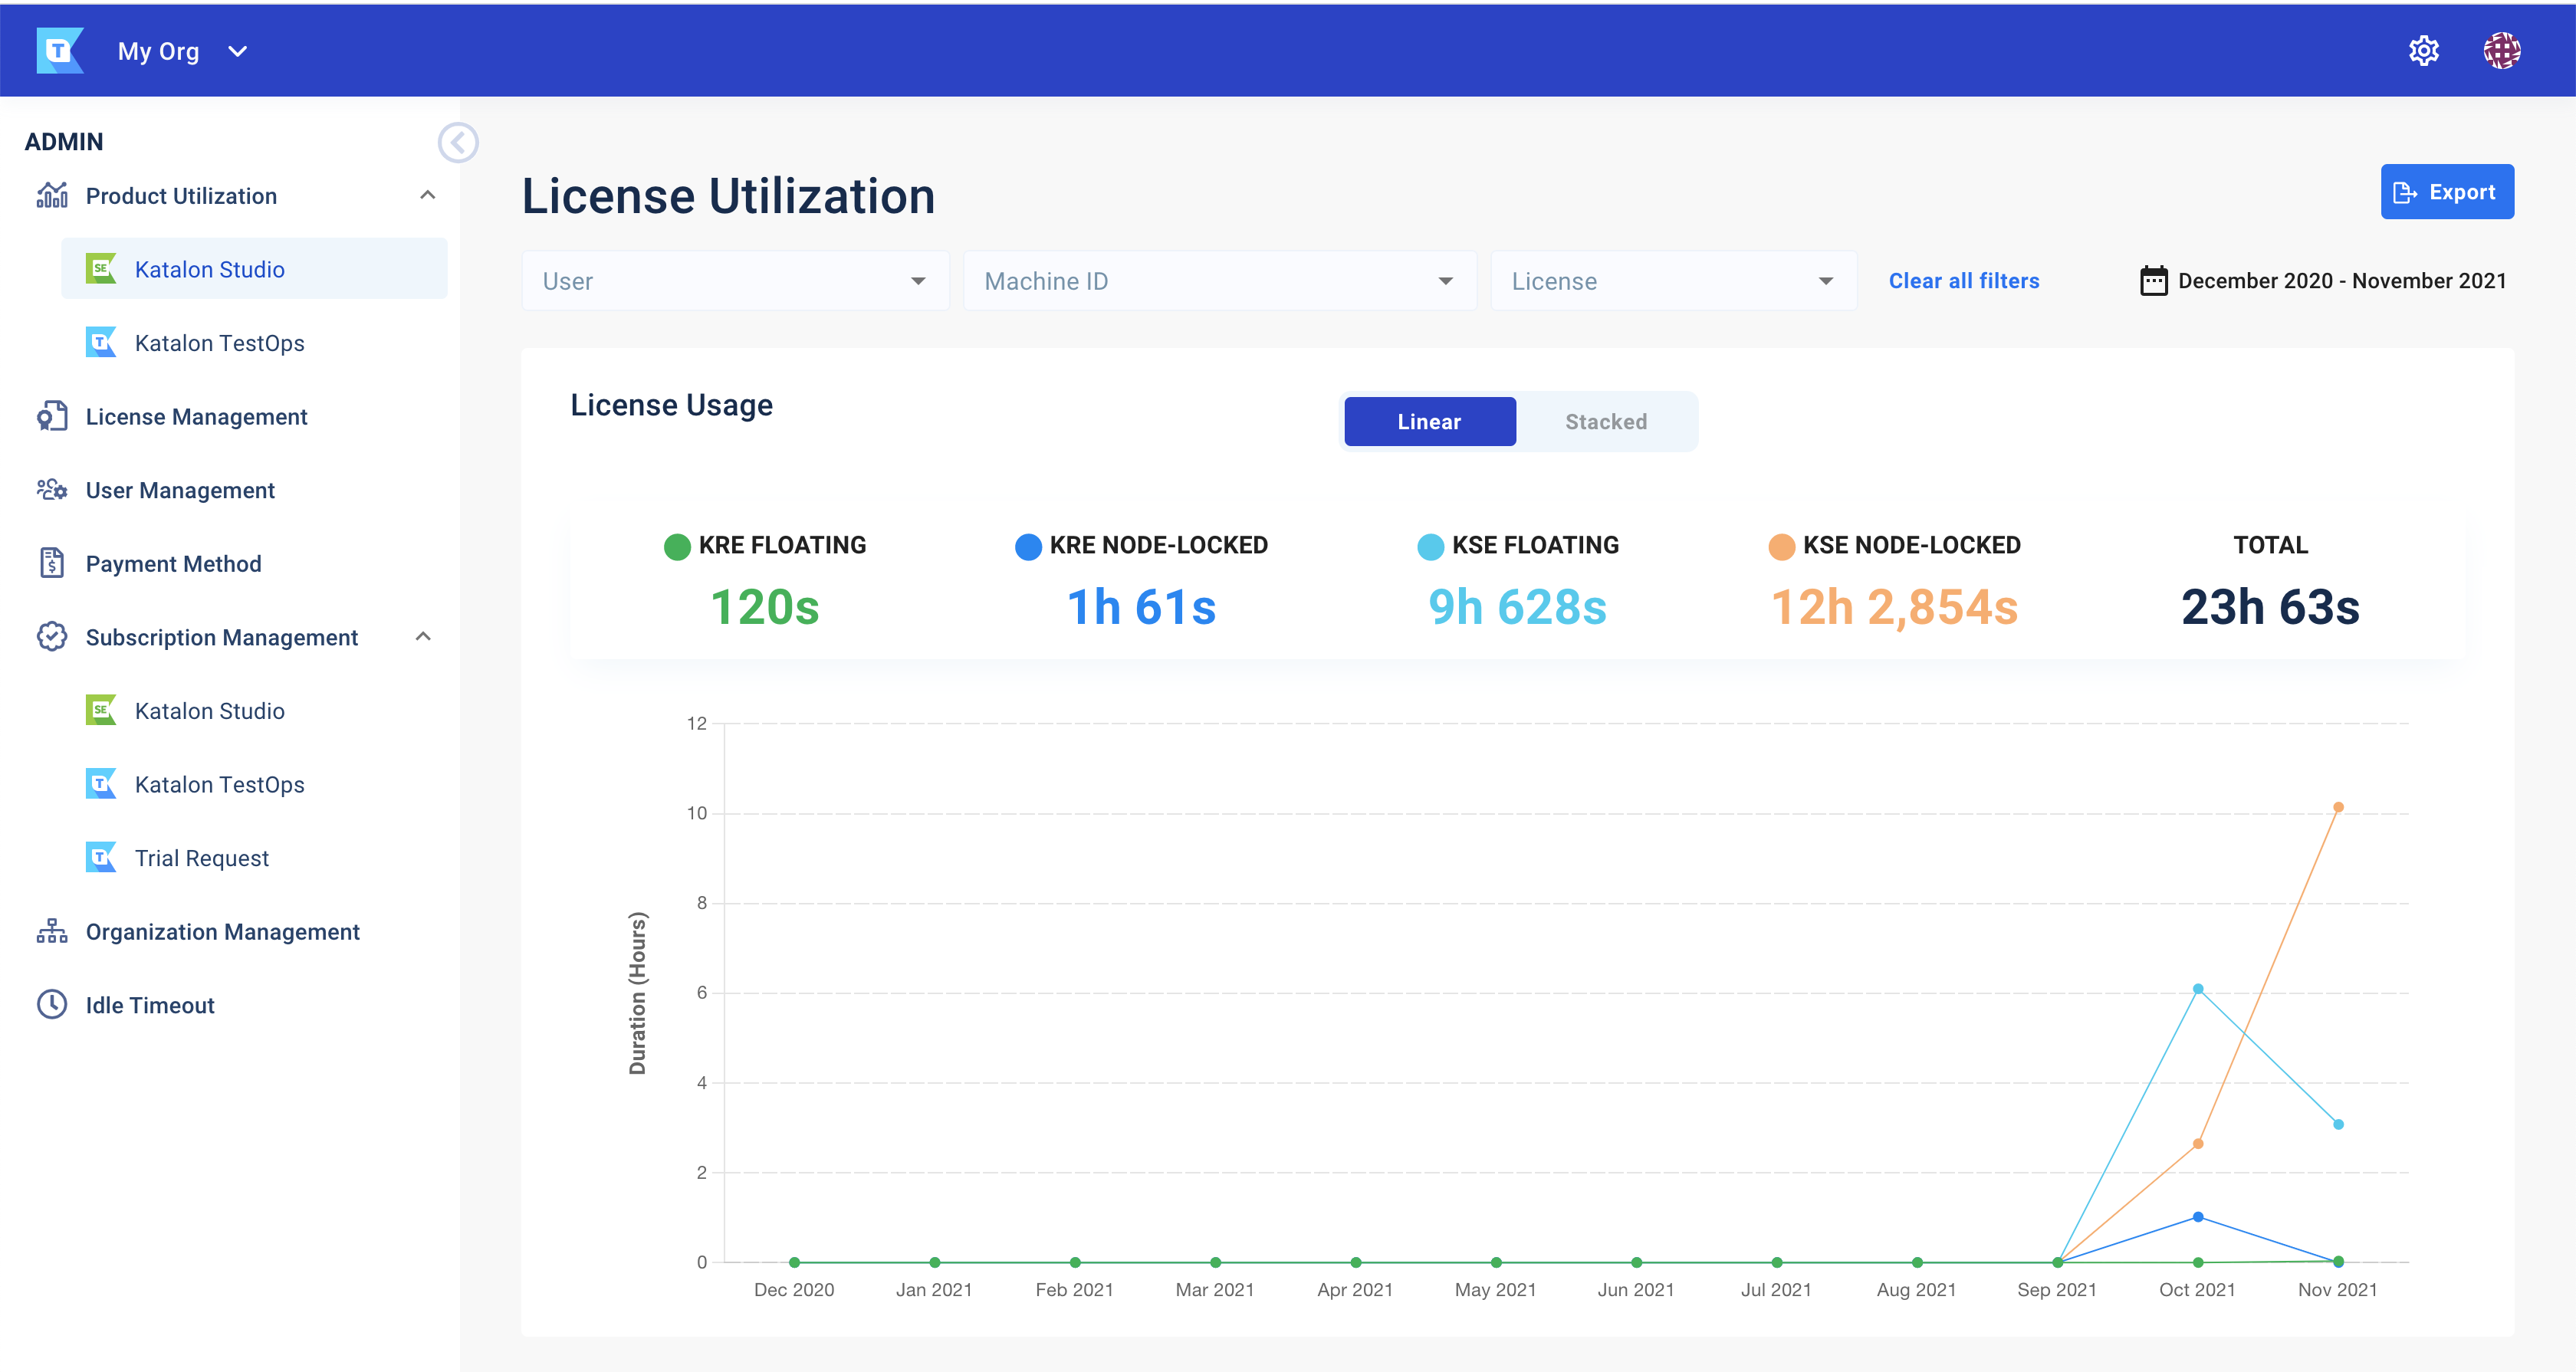 T
My Org
ADMIN
Product Utilization
SE
Katalon Studio
T
Katalon TestOps
License Management
User Management
Payment Method
Subscription Management
SE
Katalon Studio
T
Katalon TestOps
T
Trial Request
Organization Management
Idle Timeout
License Utilization
Export
User
Machine ID
License
Clear all filters
December 2020 - November 2021
License Usage
Linear
Stacked
KRE FLOATING
120s
KRE NODE-LOCKED
1h 61s
KSE FLOATING
9h 628s
KSE NODE-LOCKED
12h 2,854s
TOTAL
23h 63s
Duration (Hours)
12
10
8
6
4
2
0
Dec 2020
Jan 2021
Feb 2021
Mar 2021
Apr 2021
May 2021
Jun 2021
Jul 2021
Aug 2021
Sep 2021
Oct 2021
Nov 2021